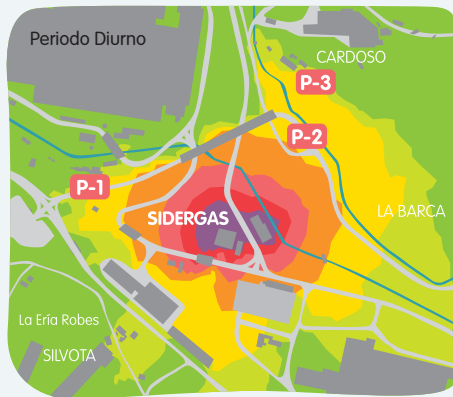 Periodo Diurno
CARDOSO
P-3
P-2
P-1
LA BARCA
SIDERGAS
La Ería Robes
SILVOTA